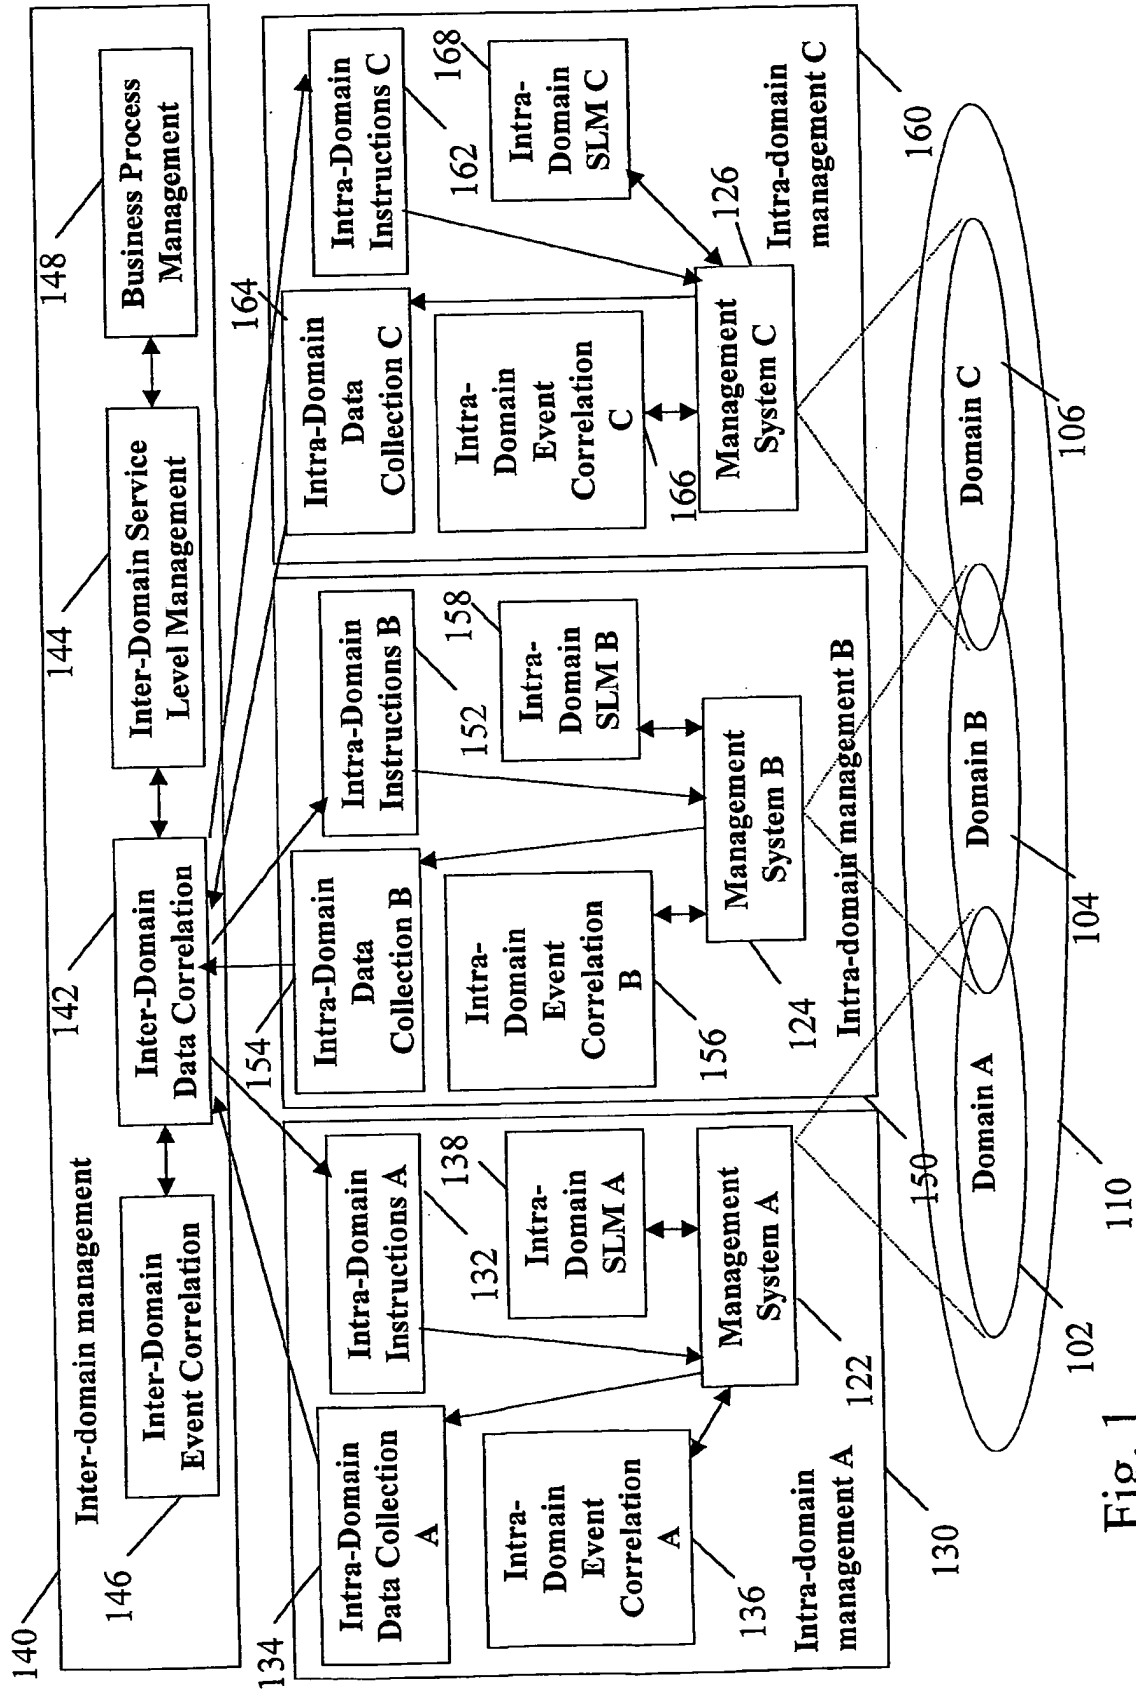 140
Inter-domain management
146
Inter-Domain
Event Correlation
142
Inter-Domain
Data Correlation
144
Inter-Domain Service
Level Management
148
Business Process
Management
134
Intra-Domain
Data Collection
A
Intra-Domain
Instructions A
132
Intra-
Domain
Event
Correlation
A
136
138
Intra-
Domain
SLM A
Management
System A
122
Intra-domain
management A
130
154
Intra-Domain
Data
Collection B
Intra-Domain
Instructions B
152
Intra-
Domain
Event
Correlation
B
156
158
Intra-
Domain
SLM B
Management
System B
124
Intra-domain management B
150
164
Intra-Domain
Data
Collection C
Intra-Domain
Instructions C
162
Intra-
Domain
Event
Correlation
C
166
168
Intra-
Domain
SLM C
126
Management
System C
Intra-domain
management C
160
Domain A
Domain B
Domain C
102
110
104
106
Fig. 1